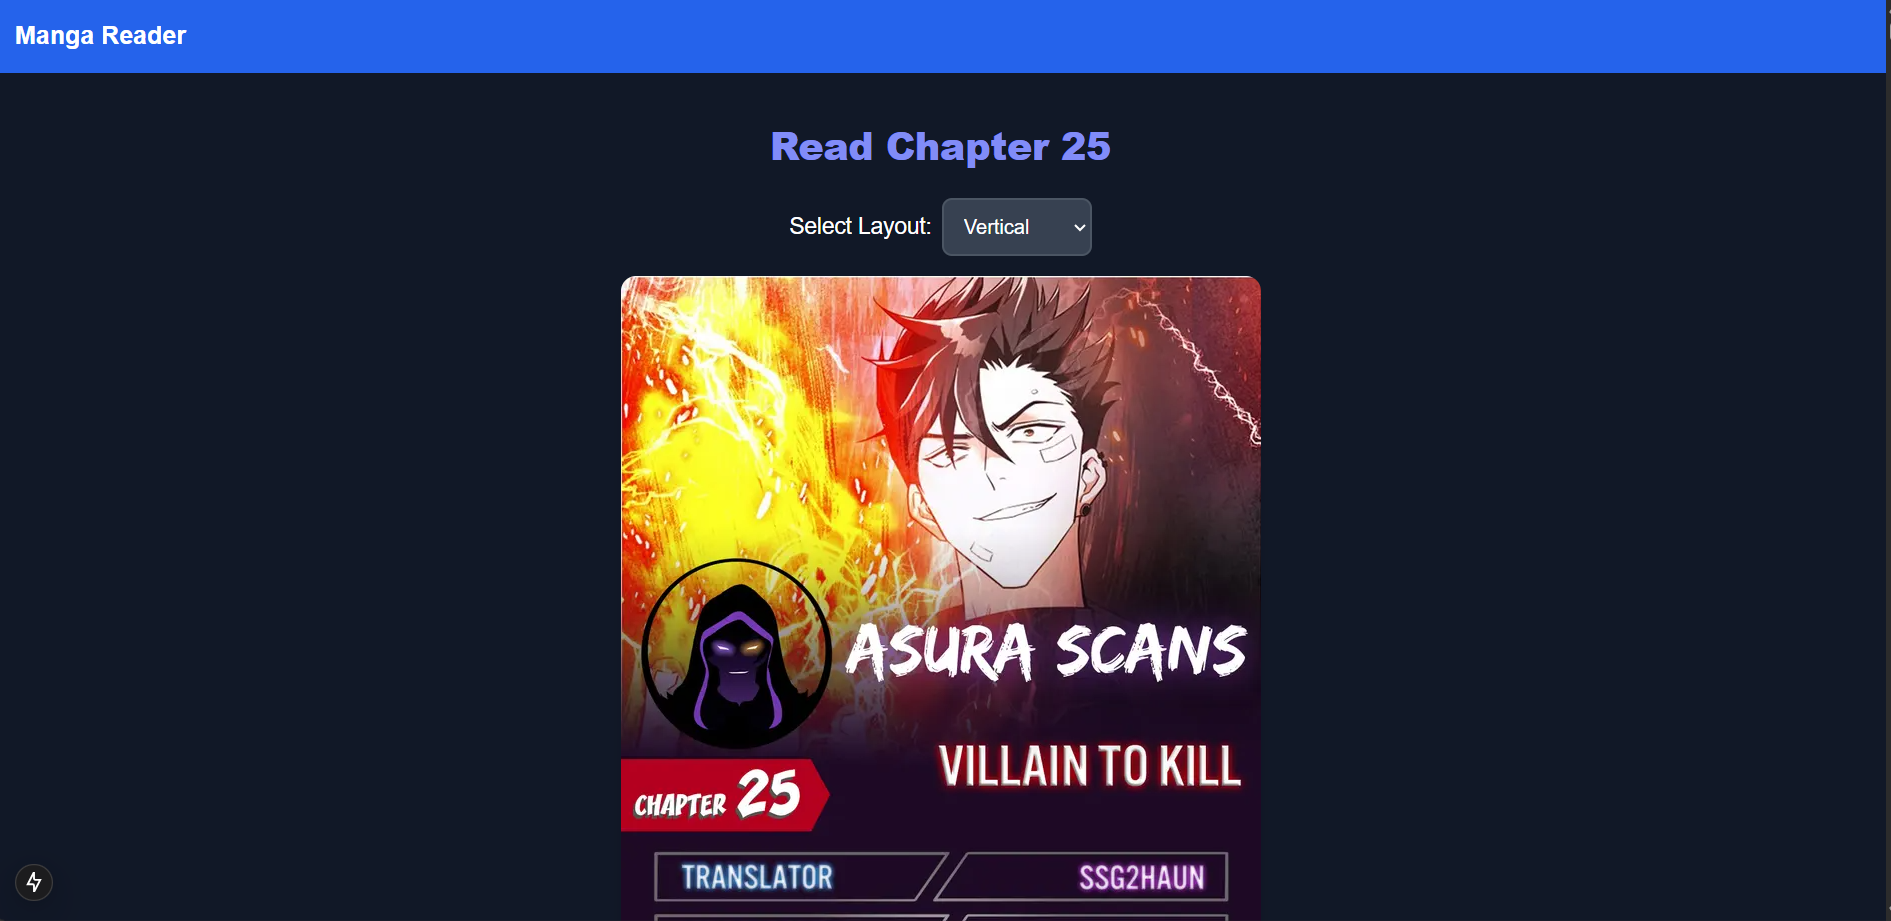 Manga Reader
Read Chapter 25
Select Layout: Vertical
ASURA SCANS
VILLAIN TO KILL
CHAPTER 25
TRANSLATOR SSG2HAUN